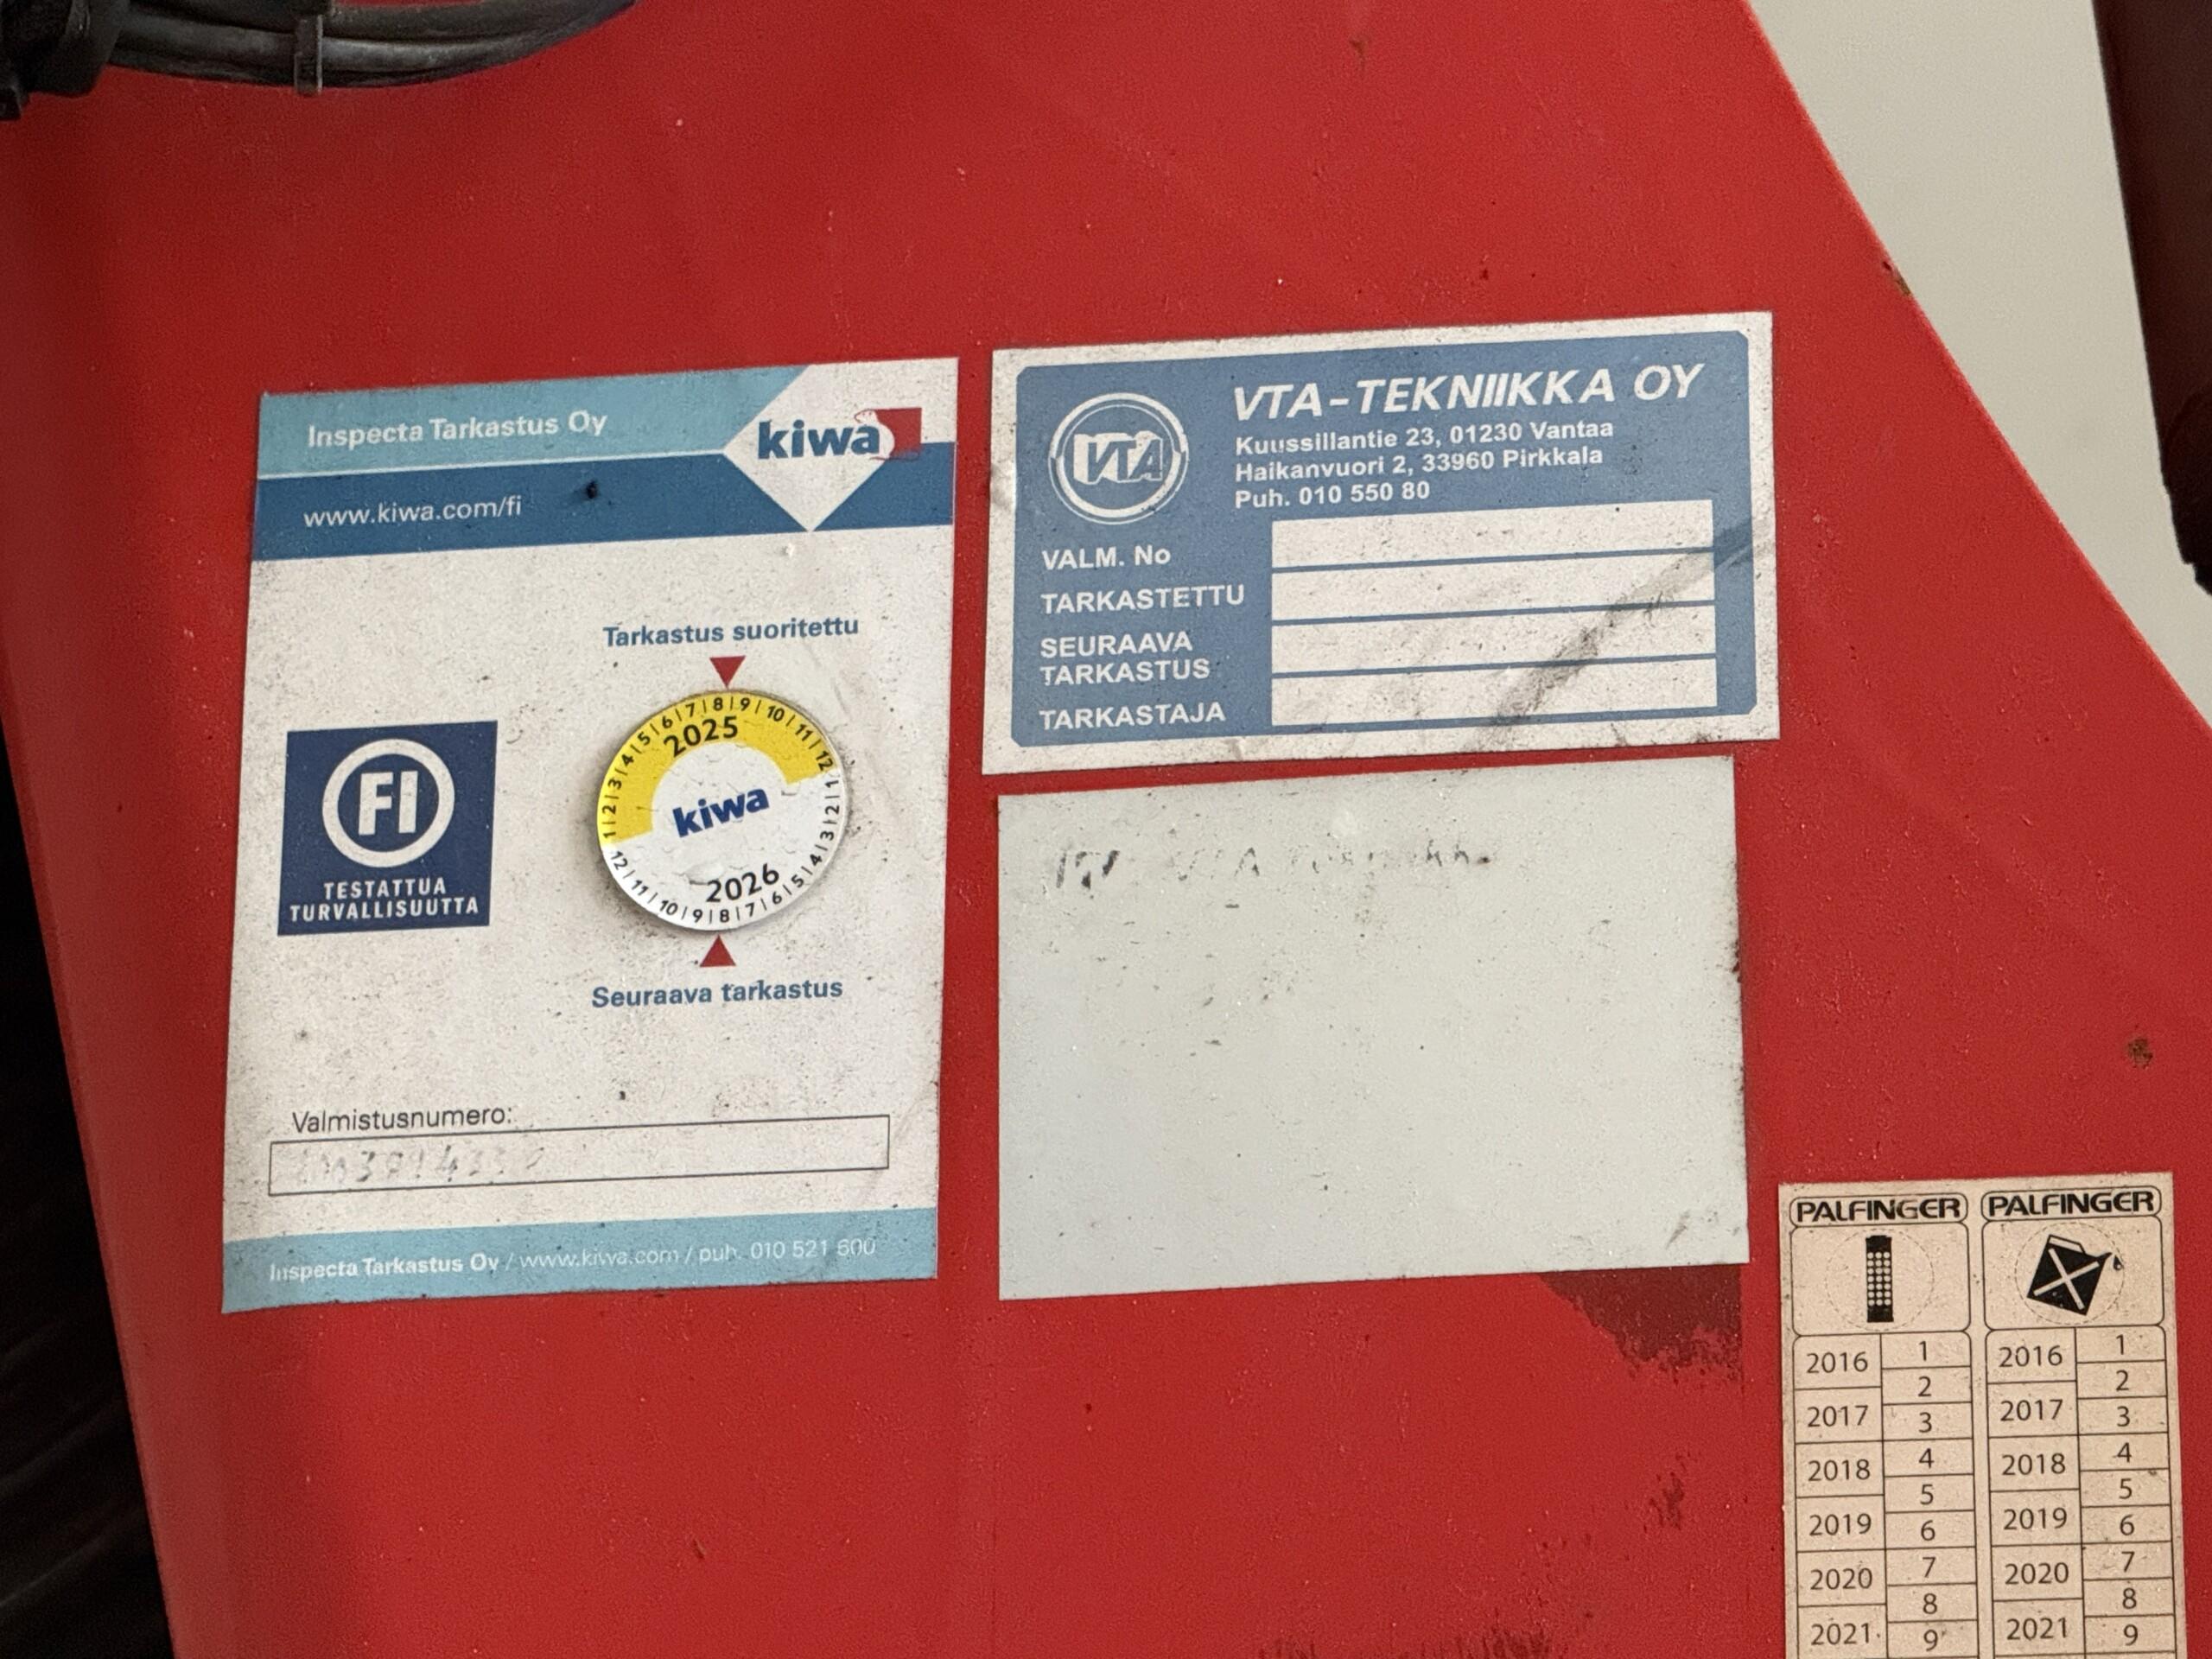 Inspecta Tarkastus Oy
kiwa
www.kiwa.com/fi
Tarkastus suoritettu
1|2|3|4|5|6|7|8|9|10|11|12
2025
kiwa
2026
12|11|10|9|8|7|6|5|4|3|2|1
Seuraava tarkastus
FI
TESTATTUA
TURVALLISUUTTA
Valmistusnumero:
Inspecta Tarkastus Oy / www.kiwa.com / puh. 010 521 600
VTA
VTA-TEKNIIKKA OY
Kuussillantie 23, 01230 Vantaa
Haikanvuori 2, 33960 Pirkkala
Puh. 010 550 80
VALM. No
TARKASTETTU
SEURAAVA
TARKASTUS
TARKASTAJA
VTA
PALFINGER
2016 1
2
2017 3
2018 4
5
2019 6
2020 7
8
2021 9
PALFINGER
2016 1
2
2017 3
2018 4
5
2019 6
2020 7
8
2021 9